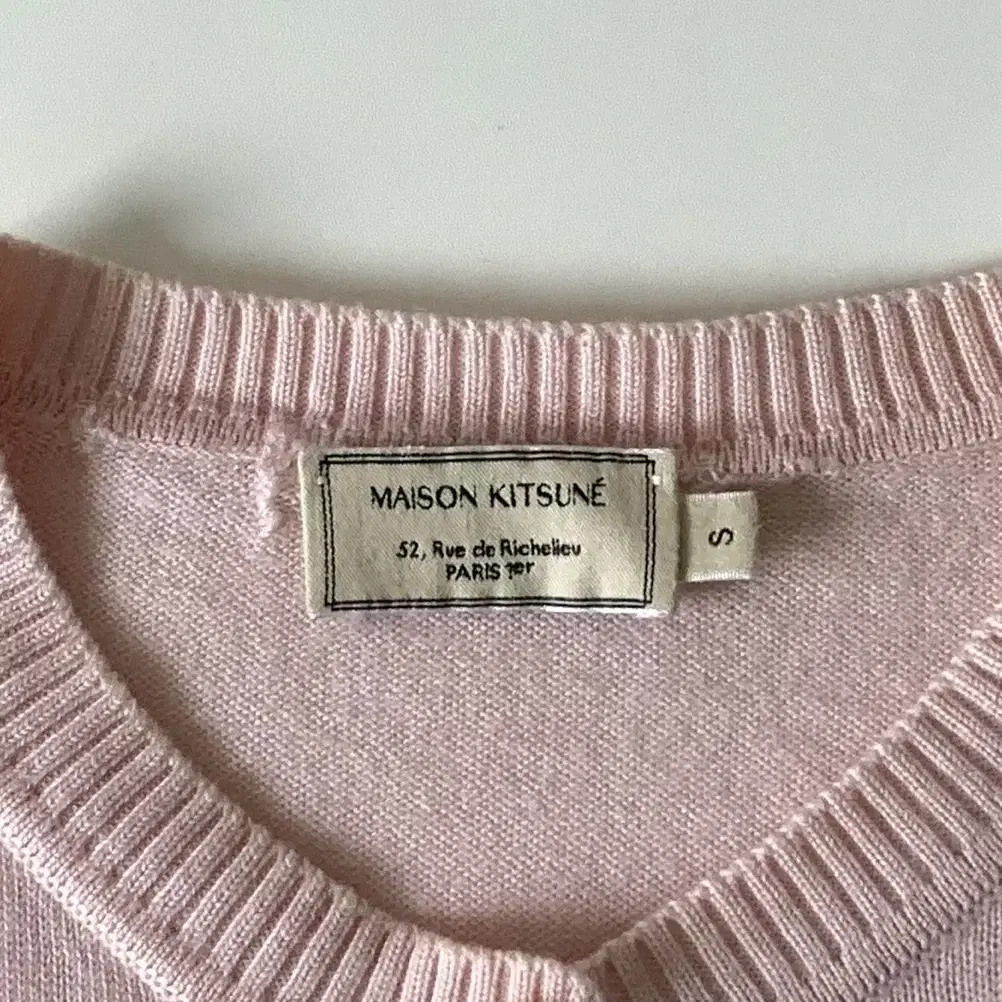 MAISON KITSUNÉ
52, Rue de Richelieu
PARIS 1er
S